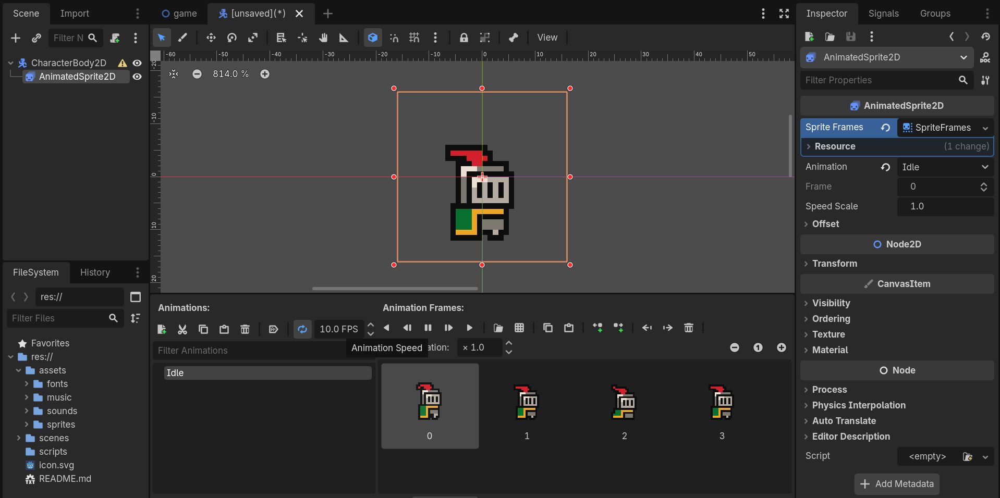 Scene
Import
game
[unsaved](*)
Inspector
Signals
Groups
Filter N
View
-60
-50
-40
-30
-20
-10
0
10
20
30
40
50
814.0 %
CharacterBody2D
AnimatedSprite2D
-20
-10
0
10
20
AnimatedSprite2D
Filter Properties
AnimatedSprite2D
Sprite Frames
SpriteFrames
Resource
(1 change)
Animation
Idle
Frame
0
Speed Scale
1.0
Offset
Node2D
Transform
CanvasItem
Visibility
Ordering
Texture
Material
Node
Process
Physics Interpolation
Auto Translate
Editor Description
Script
<empty>
Add Metadata
FileSystem
History
res://
Filter Files
Favorites
res://
assets
fonts
music
sounds
sprites
scenes
scripts
icon.svg
README.md
Animations:
10.0 FPS
Filter Animations
Idle
Animation Frames:
Animation Speed
ation:
× 1.0
1
0
1
2
3